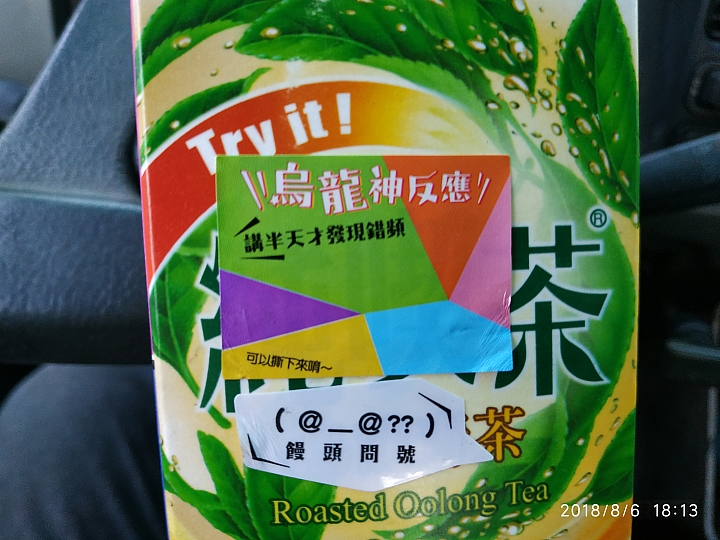 Try it!
烏龍神反應
講半天才發現錯頻
®
茶
可以撕下來唷～
( @__@?? )
茶
饅頭問號
Roasted Oolong Tea
2018/8/6 18:13